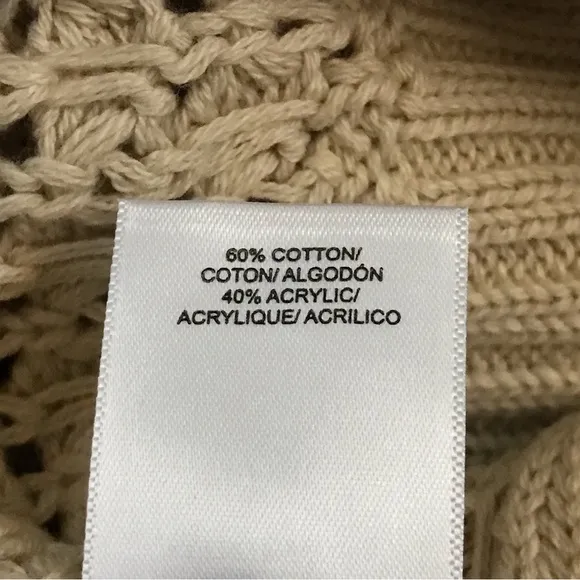 60% COTTON/
COTON/ ALGODÓN
40% ACRYLIC/
ACRYLIQUE/ ACRILICO